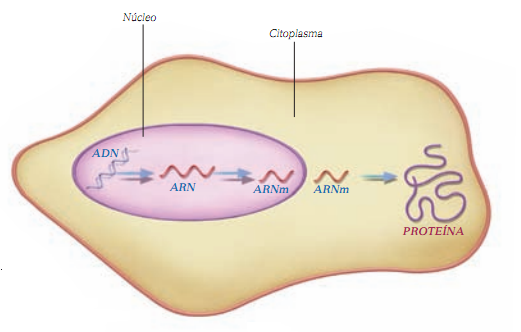 Núcleo
Citoplasma
ADN
ARN
ARNm
ARNm
PROTEÍNA